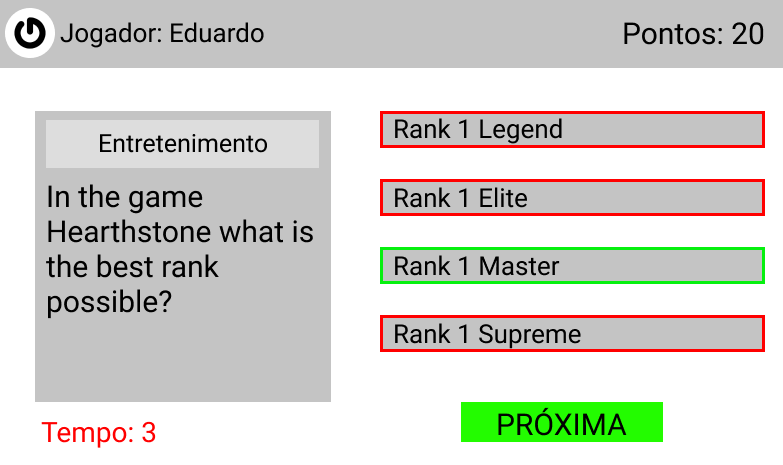 Jogador: Eduardo
Pontos: 20
Entretenimento
In the game
Hearthstone what is
the best rank
possible?
Rank 1 Legend
Rank 1 Elite
Rank 1 Master
Rank 1 Supreme
Tempo: 3
PRÓXIMA